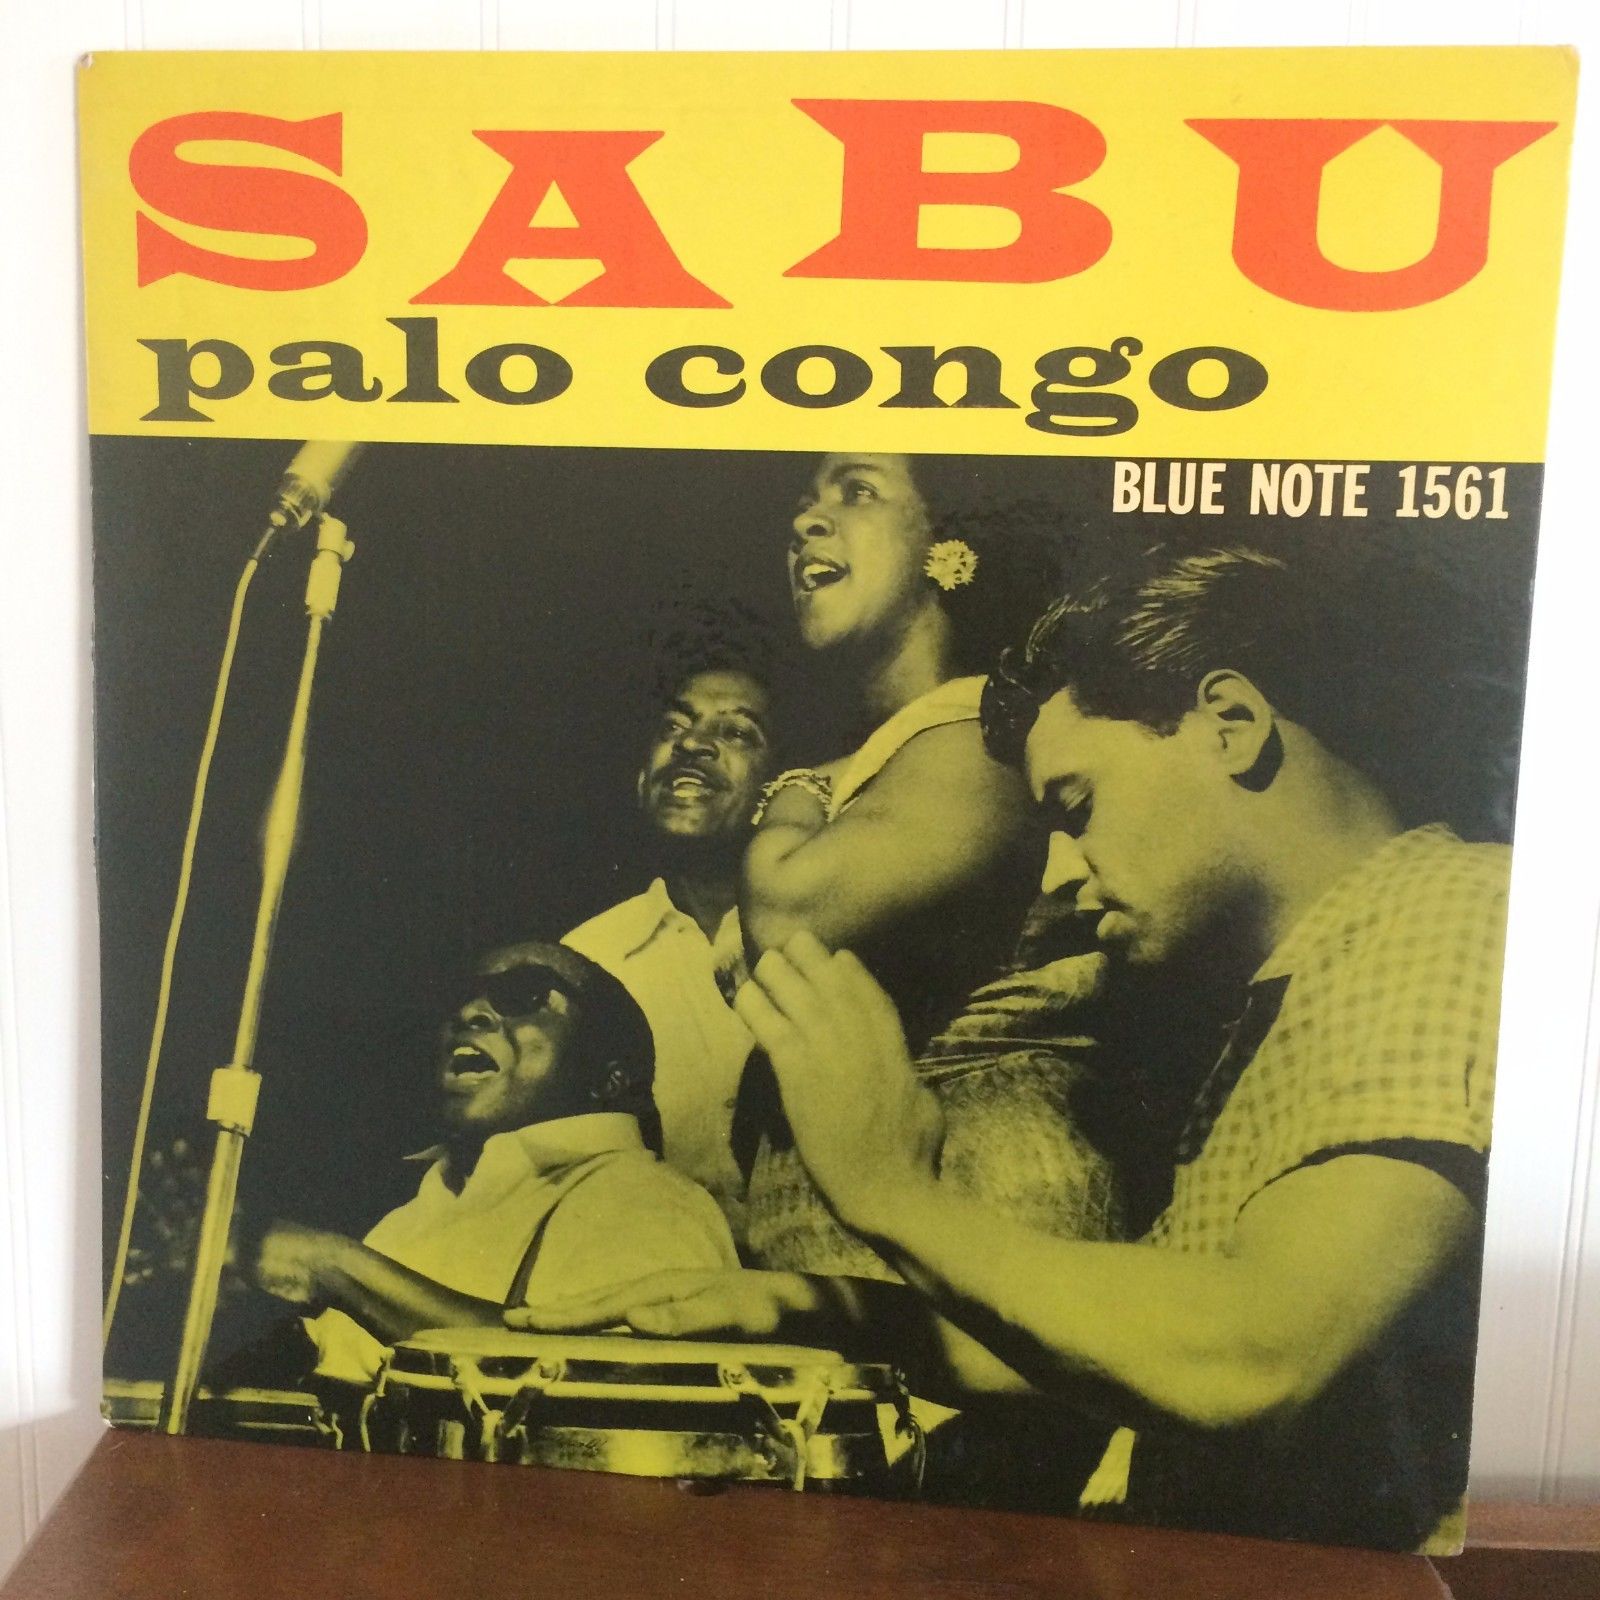 SABU
palo congo
BLUE NOTE 1561